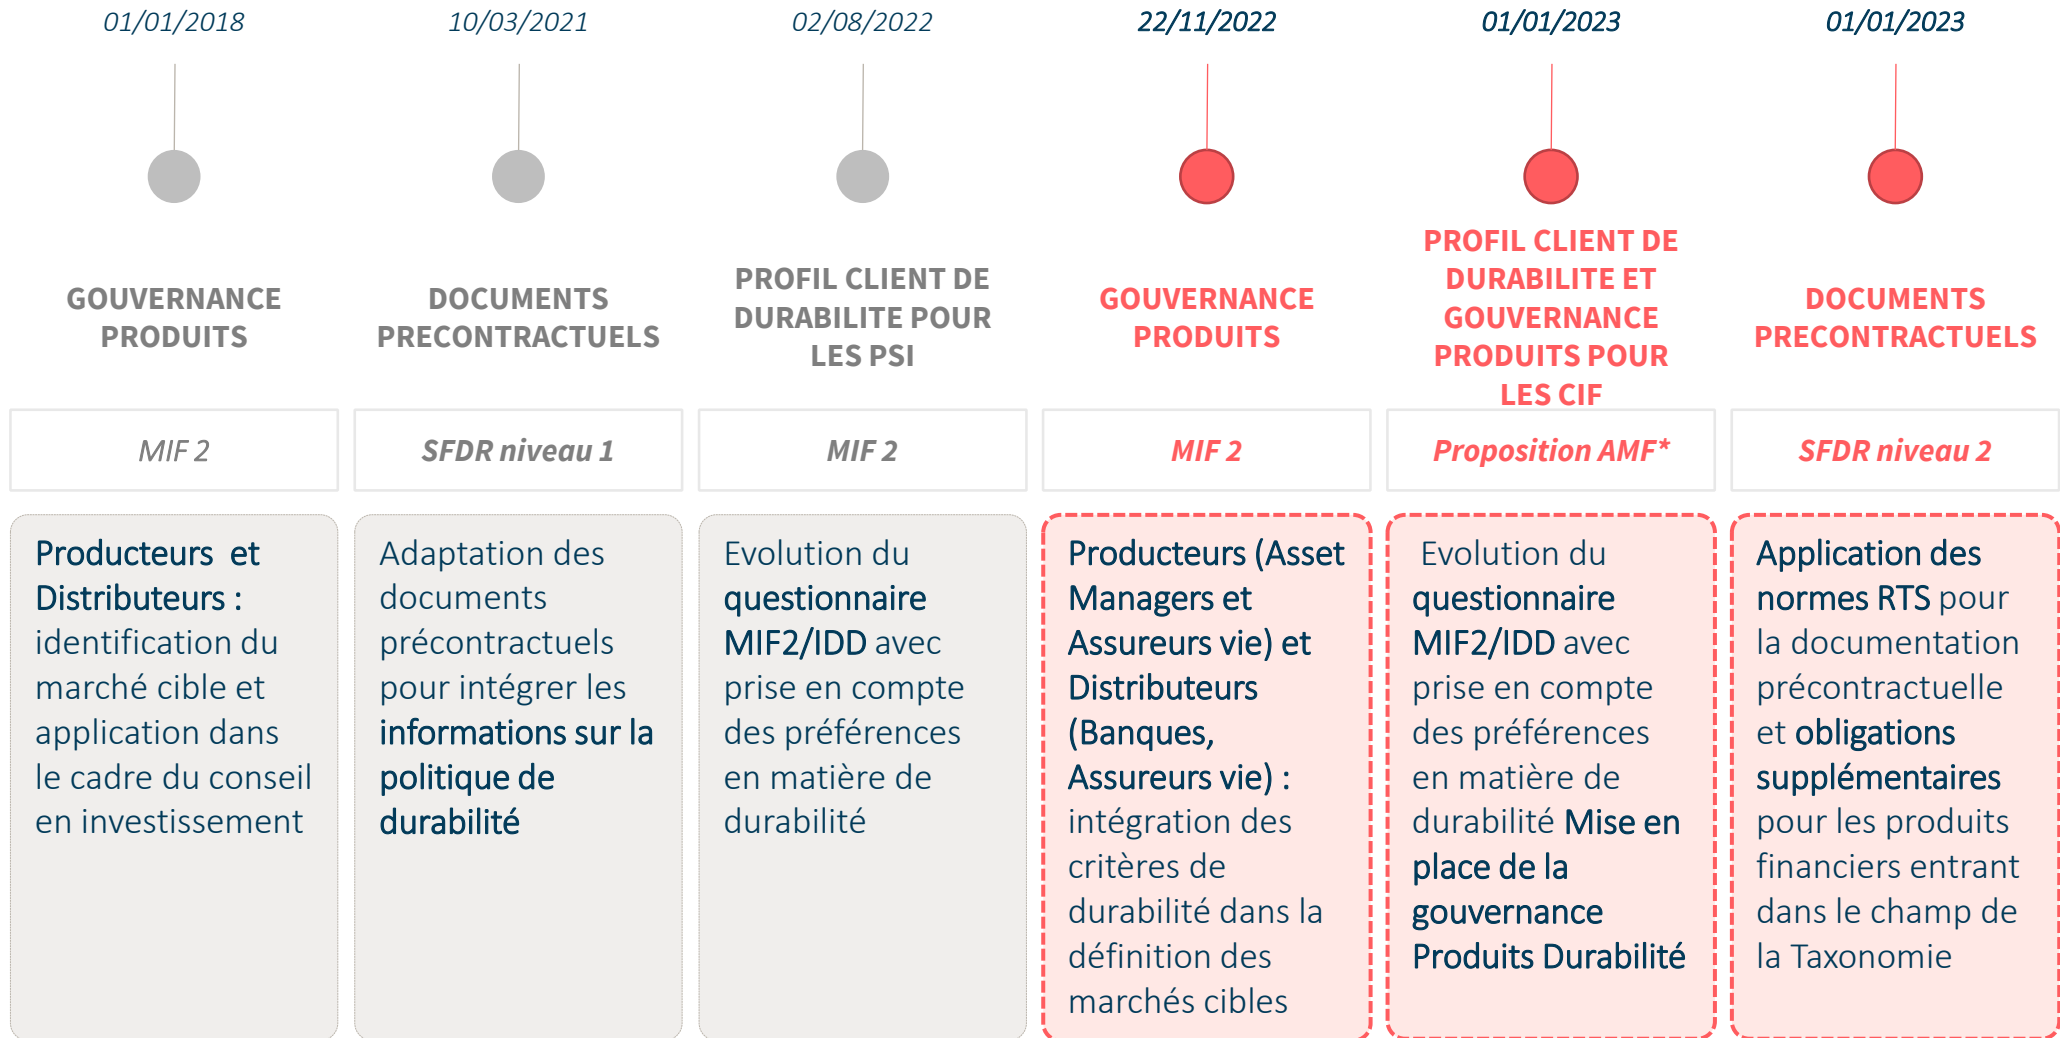 01/01/2018
10/03/2021
02/08/2022
22/11/2022
01/01/2023
01/01/2023
GOUVERNANCE
PRODUITS
DOCUMENTS
PRECONTRACTUELS
PROFIL CLIENT DE
DURABILITE POUR
LES PSI
GOUVERNANCE
PRODUITS
PROFIL CLIENT DE
DURABILITE ET
GOUVERNANCE
PRODUITS POUR
LES CIF
DOCUMENTS
PRECONTRACTUELS
MIF 2
SFDR niveau 1
MIF 2
MIF 2
Proposition AMF*
SFDR niveau 2
Producteurs et
Distributeurs :
identification du
marché cible et
application dans
le cadre du conseil
en investissement
Adaptation des
documents
précontractuels
pour intégrer les
informations sur la
politique de
durabilité
Evolution du
questionnaire
MIF2/IDD avec
prise en compte
des préférences
en matière de
durabilité
Producteurs (Asset
Managers et
Assureurs vie) et
Distributeurs
(Banques,
Assureurs vie) :
intégration des
critères de
durabilité dans la
définition des
marchés cibles
Evolution du
questionnaire
MIF2/IDD avec
prise en compte
des préférences
en matière de
durabilité Mise en
place de la
gouvernance
Produits Durabilité
Application des
normes RTS pour
la documentation
précontractuelle
et obligations
supplémentaires
pour les produits
financiers entrant
dans le champ de
la Taxonomie